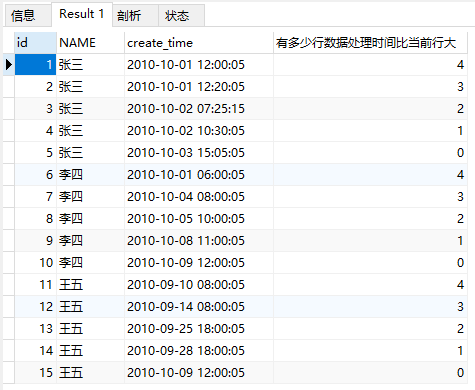 信息 Result 1 剖析 状态
id NAME create_time 有多少行数据处理时间比当前行大
1 张三 2010-10-01 12:00:05 4
2 张三 2010-10-01 12:20:05 3
3 张三 2010-10-02 07:25:15 2
4 张三 2010-10-02 10:30:05 1
5 张三 2010-10-03 15:05:05 0
6 李四 2010-10-01 06:00:05 4
7 李四 2010-10-04 08:00:05 3
8 李四 2010-10-05 10:00:05 2
9 李四 2010-10-08 11:00:05 1
10 李四 2010-10-09 12:00:05 0
11 王五 2010-09-10 08:00:05 4
12 王五 2010-09-14 08:00:05 3
13 王五 2010-09-25 18:00:05 2
14 王五 2010-09-28 18:00:05 1
15 王五 2010-10-09 12:00:05 0